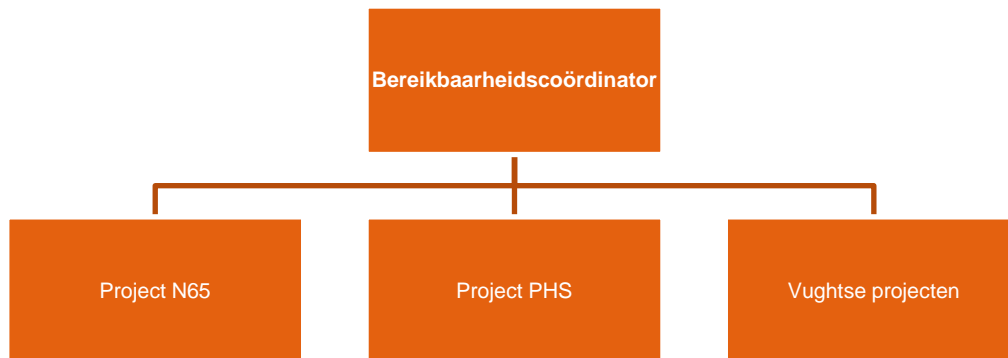 Bereikbaarheidscoördinator
Project N65
Project PHS
Vughtse projecten